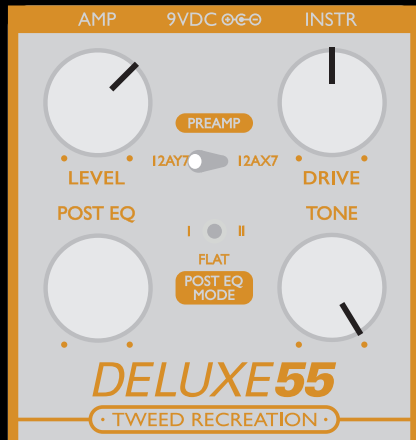 AMP 9VDC INSTR
PREAMP
12AY7 12AX7
LEVEL DRIVE
POST EQ TONE
I II
FLAT
POST EQ
MODE
DELUXE55
· TWEED RECREATION ·